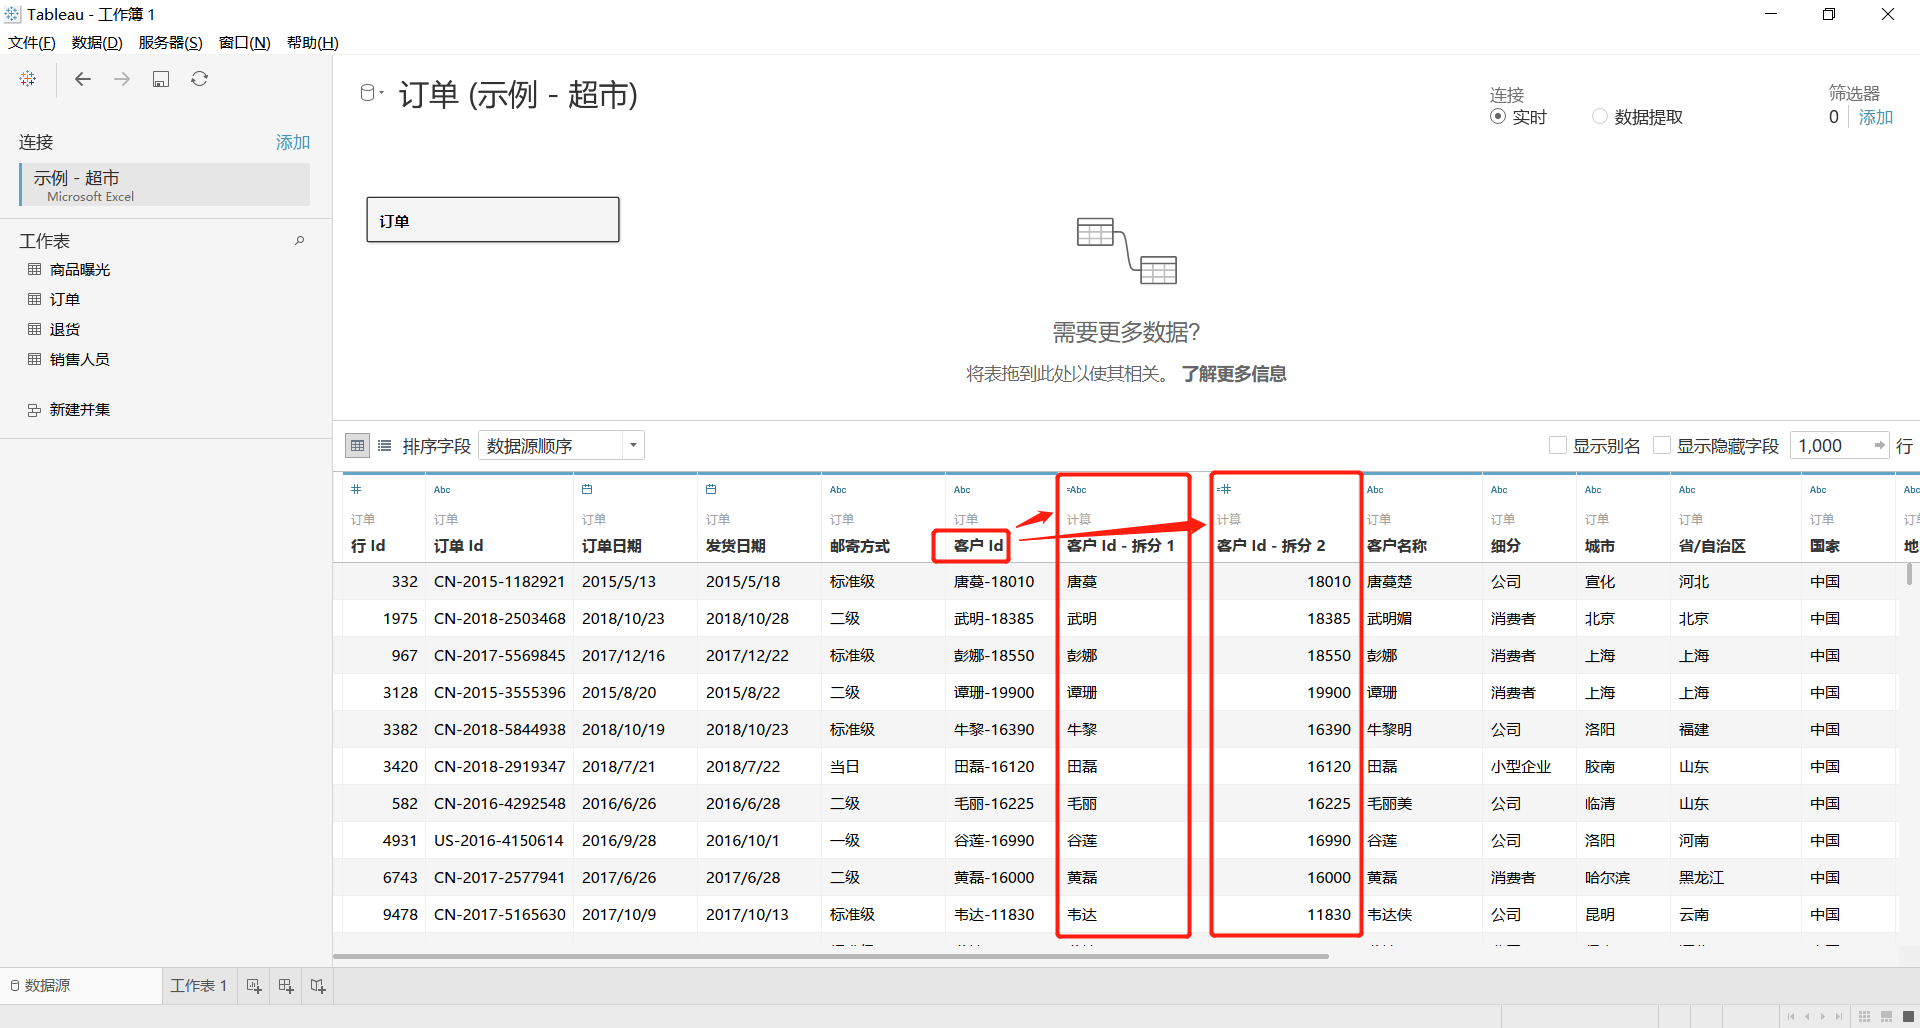 Tableau - 工作簿 1
文件(F) 数据(D) 服务器(S) 窗口(N) 帮助(H)
连接 添加
示例 - 超市
Microsoft Excel
工作表
商品曝光
订单
退货
销售人员
新建并集
订单 (示例 - 超市)
连接
实时 数据提取
筛选器
0 添加
订单
需要更多数据?
将表拖到此处以使其相关。 了解更多信息
排序字段 数据源顺序 显示别名 显示隐藏字段 1,000 行
# Abc Abc Abc =Abc =# Abc Abc Abc Abc Abc Abc
订单 订单 订单 订单 订单 订单 计算 计算 订单 订单 订单 订单 订单
行 Id 订单 Id 订单日期 发货日期 邮寄方式 客户 Id 客户 Id - 拆分 1 客户 Id - 拆分 2 客户名称 细分 城市 省/自治区 国家 地
332 CN-2015-1182921 2015/5/13 2015/5/18 标准级 唐蔓-18010 唐蔓 18010 唐蔓楚 公司 宣化 河北 中国
1975 CN-2018-2503468 2018/10/23 2018/10/28 二级 武明-18385 武明 18385 武明媚 消费者 北京 北京 中国
967 CN-2017-5569845 2017/12/16 2017/12/22 标准级 彭娜-18550 彭娜 18550 彭娜 消费者 上海 上海 中国
3128 CN-2015-3555396 2015/8/20 2015/8/22 二级 谭珊-19900 谭珊 19900 谭珊 消费者 上海 上海 中国
3382 CN-2018-5844938 2018/10/19 2018/10/23 标准级 牛黎-16390 牛黎 16390 牛黎明 公司 洛阳 福建 中国
3420 CN-2018-2919347 2018/7/21 2018/7/22 当日 田磊-16120 田磊 16120 田磊 小型企业 胶南 山东 中国
582 CN-2016-4292548 2016/6/26 2016/6/28 二级 毛丽-16225 毛丽 16225 毛丽美 公司 临清 山东 中国
4931 US-2016-4150614 2016/9/28 2016/10/1 一级 谷莲-16990 谷莲 16990 谷莲 公司 洛阳 河南 中国
6743 CN-2017-2577941 2017/6/26 2017/6/28 二级 黄磊-16000 黄磊 16000 黄磊 消费者 哈尔滨 黑龙江 中国
9478 CN-2017-5165630 2017/10/9 2017/10/13 标准级 韦达-11830 韦达 11830 韦达侠 公司 昆明 云南 中国
数据源 工作表 1